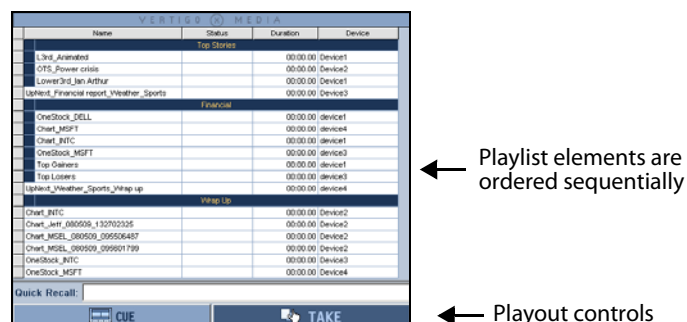 VERTIGO MEDIA
Name Status Duration Device
Top Stories
L3rd_Animated 00:00.00 Device1
OTS_Power crisis 00:00.00 Device2
Lower3rd_Ian Arthur 00:00.00 Device1
UpNext_Financial report_Weather_Sports 00:00.00 Device3
Financial
OneStock_DELL 00:00.00 device1
Chart_MSFT 00:00.00 device4
Chart_INTC 00:00.00 device1
OneStock_MSFT 00:00.00 device3
Top Gainers 00:00.00 device1
Top Losers 00:00.00 device3
UpNext_Weather_Sports_Wrap up 00:00.00 device4
Wrap Up
Chart_INTC 00:00.00 Device2
Chart_Jeff_080509_132702325 00:00.00 Device2
Chart_MSEL_080509_095506487 00:00.00 Device2
Chart_MSEL_080509_095801799 00:00.00 Device2
OneStock_INTC 00:00.00 Device3
OneStock_MSFT 00:00.00 Device4
Quick Recall:
CUE TAKE
Playlist elements are
ordered sequentially
Playout controls